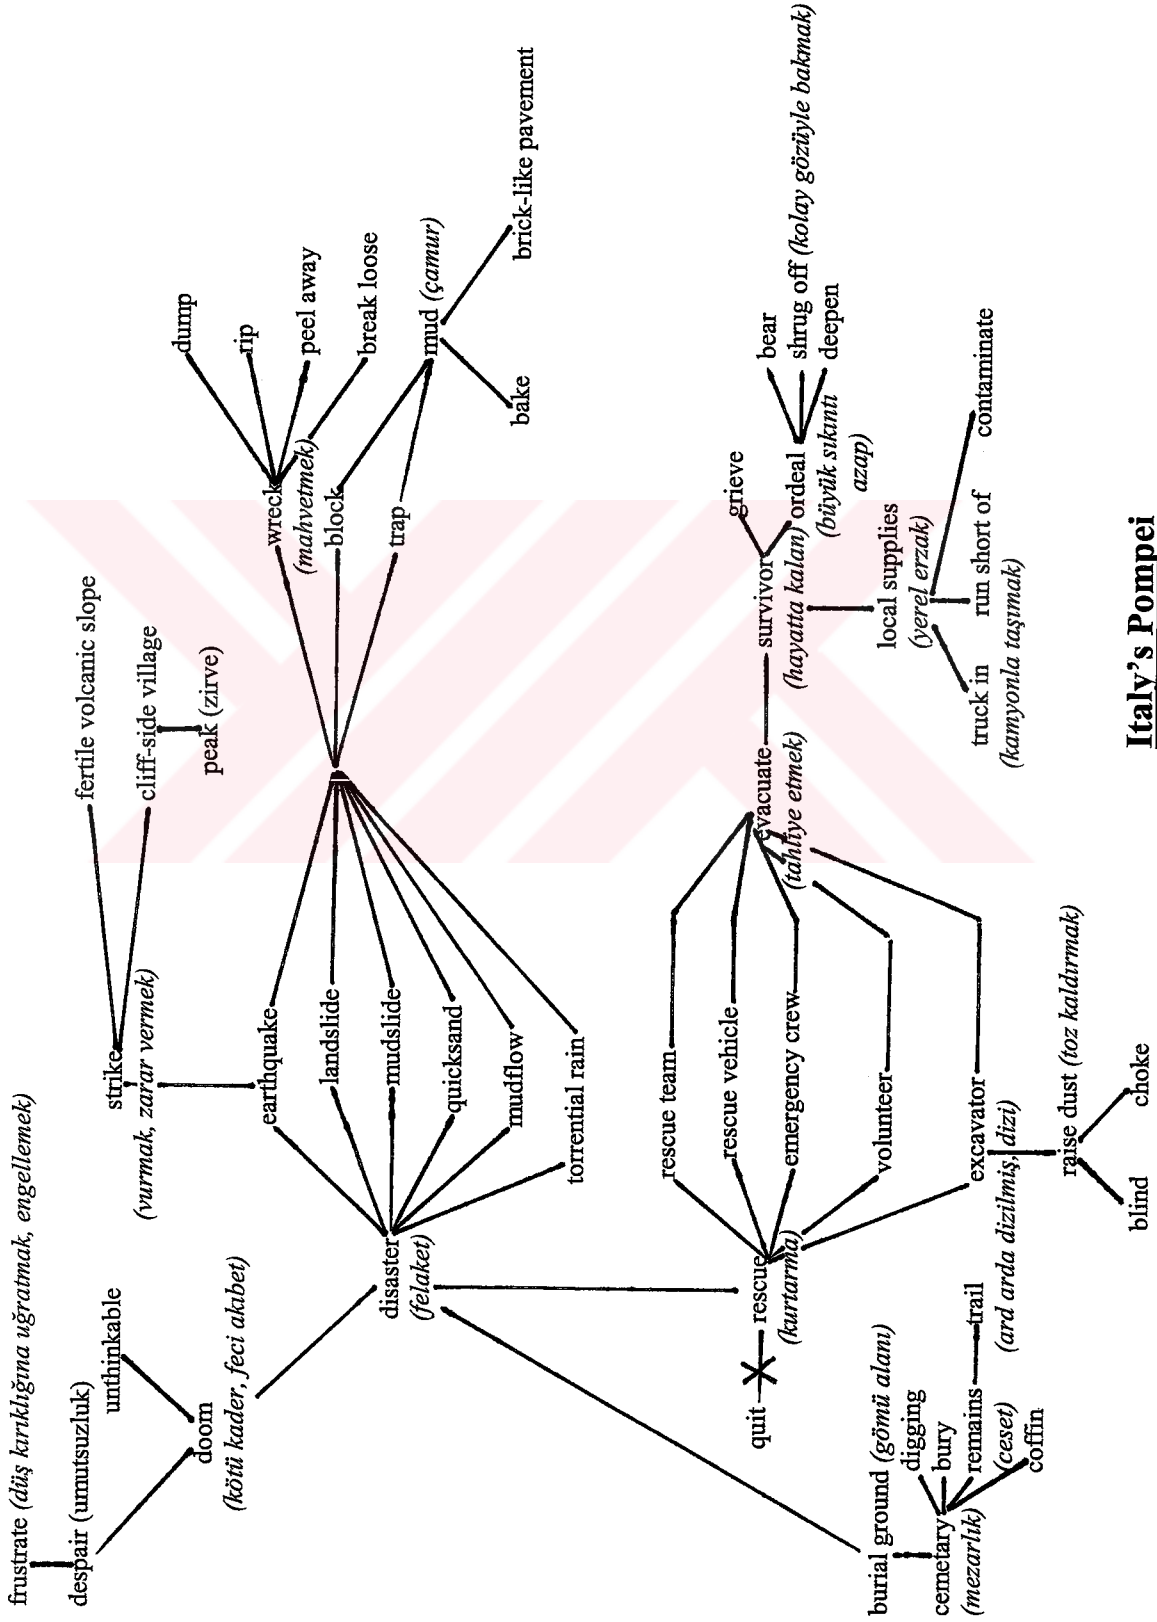 frustrate (düş kırıklığına uğratmak, engellemek)
despair (umutsuzluk)
unthinkable
doom
(kötü kader, feci akıbet)
strike
(vurmak, zarar vermek)
fertile volcanic slope
cliff-side village
peak (zirve)
disaster
(felaket)
earthquake
landslide
mudslide
quicksand
mudflow
torrential rain
wreck
(mahvetmek)
block
trap
dump
rip
peel away
break loose
mud (çamur)
bake
brick-like pavement
quit
rescue
(kurtarma)
rescue team
rescue vehicle
emergency crew
volunteer
excavator
raise dust (toz kaldırmak)
blind
choke
evacuate
(tahliye etmek)
survivor
(hayatta kalan)
grieve
ordeal
(büyük sıkıntı
azap)
bear
shrug off (kolay gözüyle bakmak)
deepen
local supplies
(yerel erzak)
truck in
(kamyonla taşımak)
run short of
contaminate
burial ground (gömü alanı)
cemetary
(mezarlık)
digging
bury
remains
(ceset)
coffin
trail
(ard arda dizilmiş, dizi)
Italy's Pompei